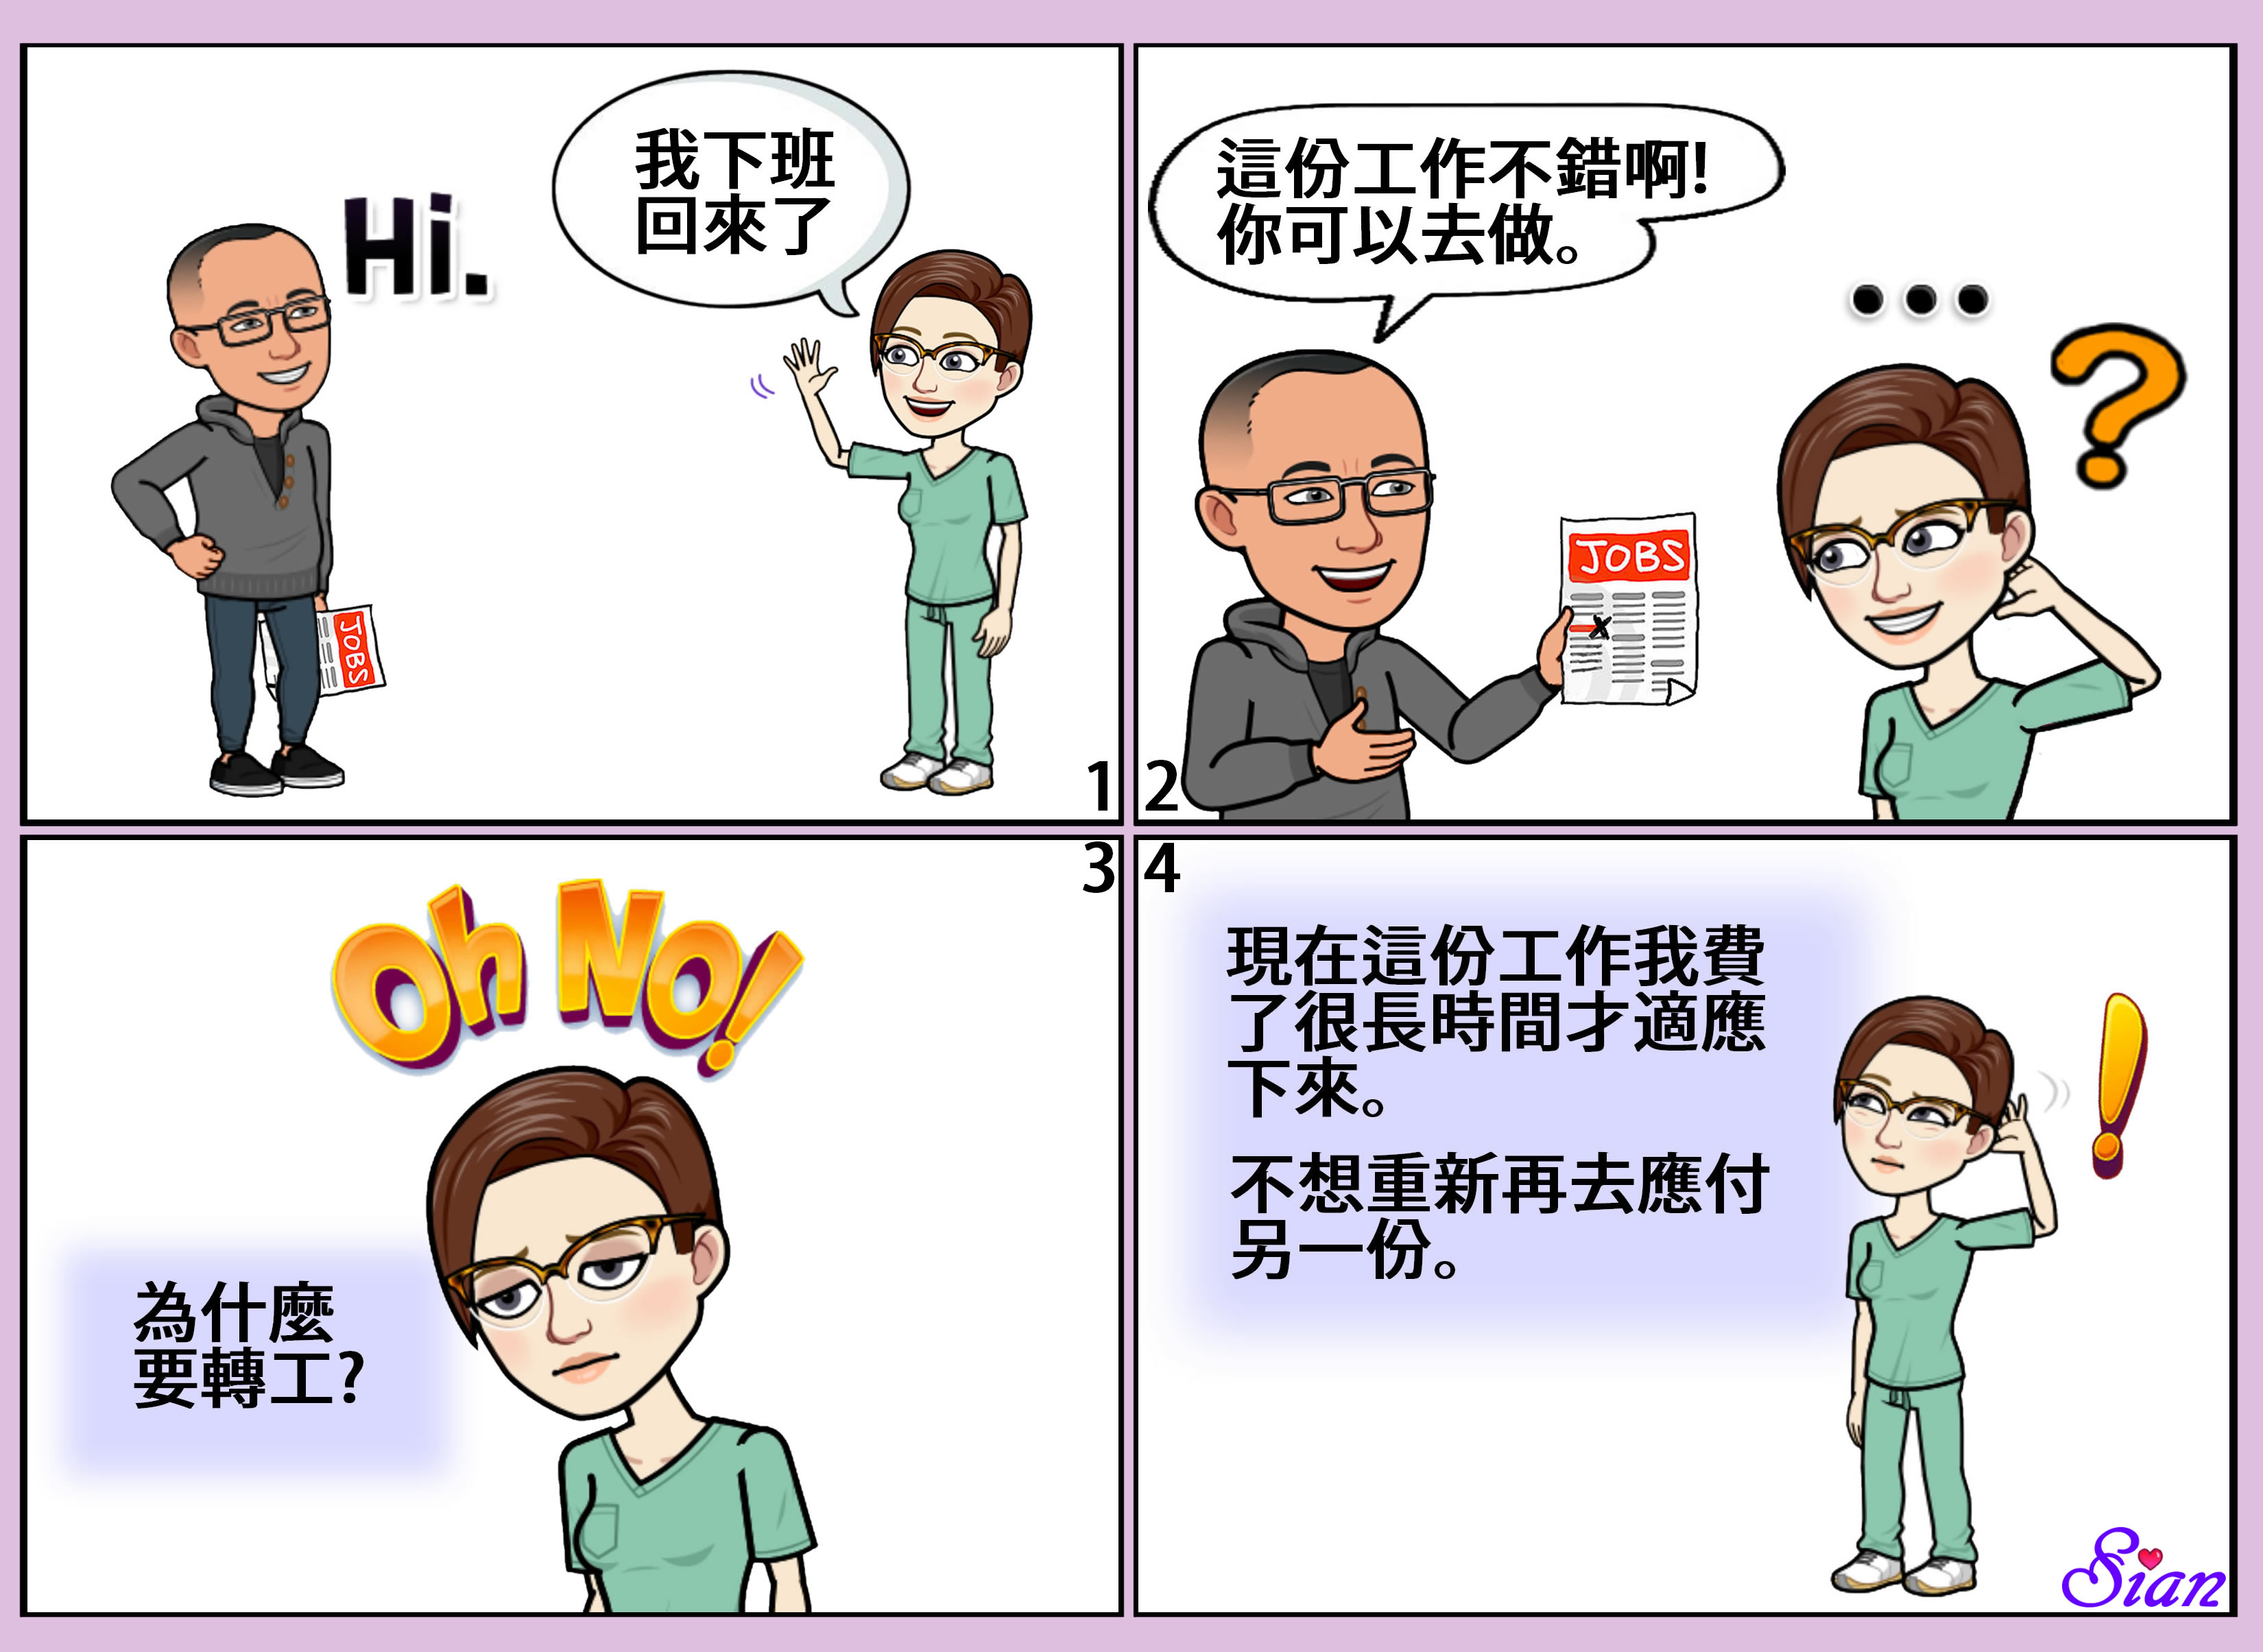 Hi.
我下班
回來了
JOBS
1
這份工作不錯啊!
你可以去做。
...
?
JOBS
2
3
Oh No!
為什麼
要轉工?
4
現在這份工作我費
了很長時間才適應
下來。
不想重新再去應付
另一份。
!
Sian